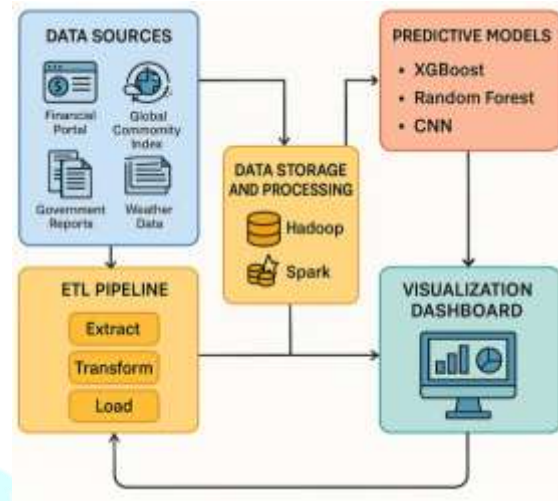 DATA SOURCES
Financial
Portal
Global
Commonity
Index
Government
Reports
Weather
Data
PREDICTIVE MODELS
• XGBoost
• Random Forest
• CNN
DATA STORAGE
AND PROCESSING
Hadoop
Spark
ETL PIPELINE
Extract
Transform
Load
VISUALIZATION
DASHBOARD